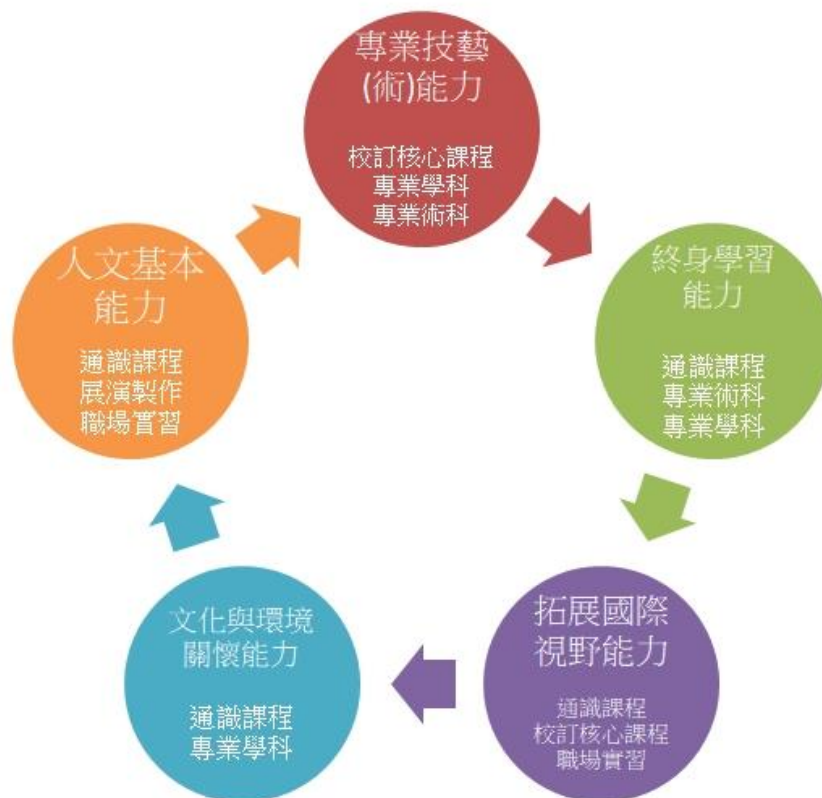 專業技藝
(術)能力
校訂核心課程
專業學科
專業術科
終身學習
能力
通識課程
專業術科
專業學科
拓展國際
視野能力
通識課程
校訂核心課程
職場實習
文化與環境
關懷能力
通識課程
專業學科
人文基本
能力
通識課程
展演製作
職場實習